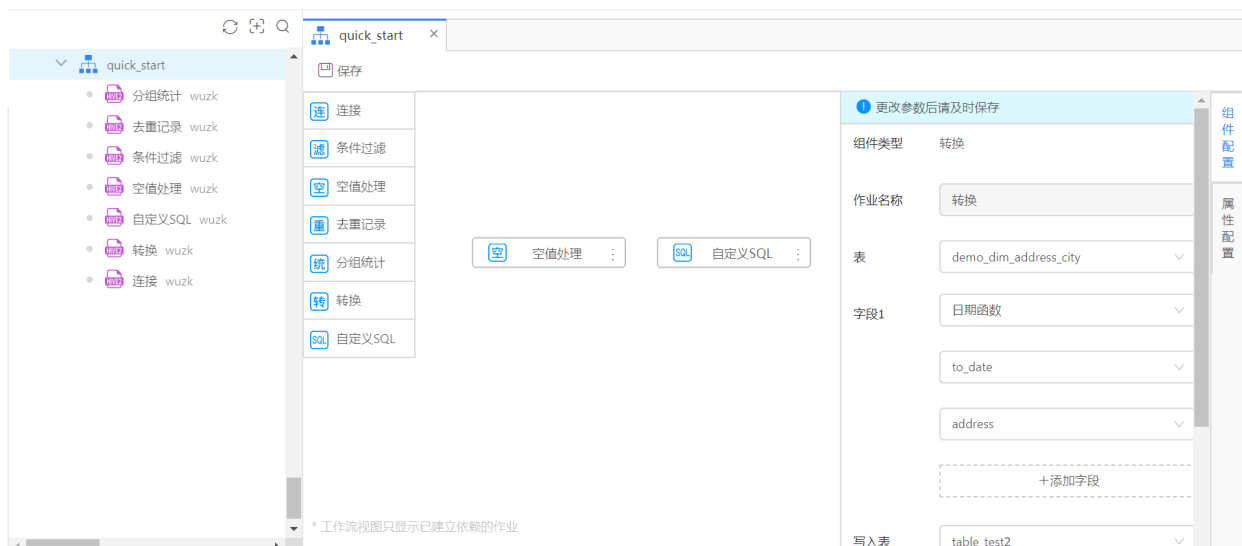 quick_start
分组统计 wuzk
去重记录 wuzk
条件过滤 wuzk
空值处理 wuzk
自定义SQL wuzk
转换 wuzk
连接 wuzk
quick_start ×
保存
连 连接
滤 条件过滤
空 空值处理
重 去重记录
统 分组统计
转 转换
SQL 自定义SQL
空 空值处理
SQL 自定义SQL
* 工作流视图只显示已建立依赖的作业
更改参数后请及时保存
组件类型 转换
作业名称 转换
表 demo_dim_address_city
字段1 日期函数
to_date
address
+添加字段
写入表 table_test2
组件配置
属性配置